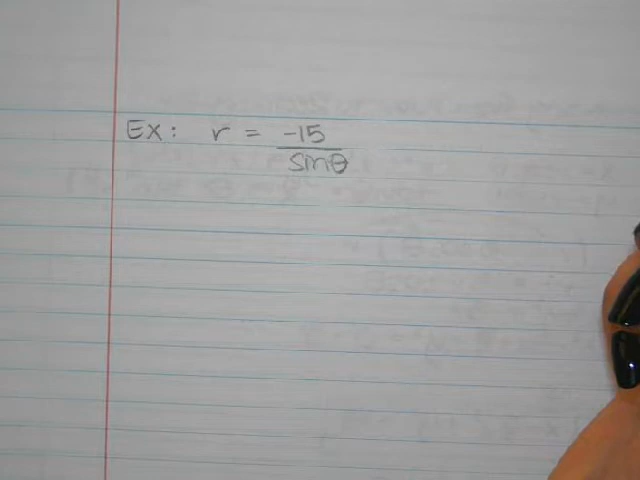 Ex: r = -15
sinθ